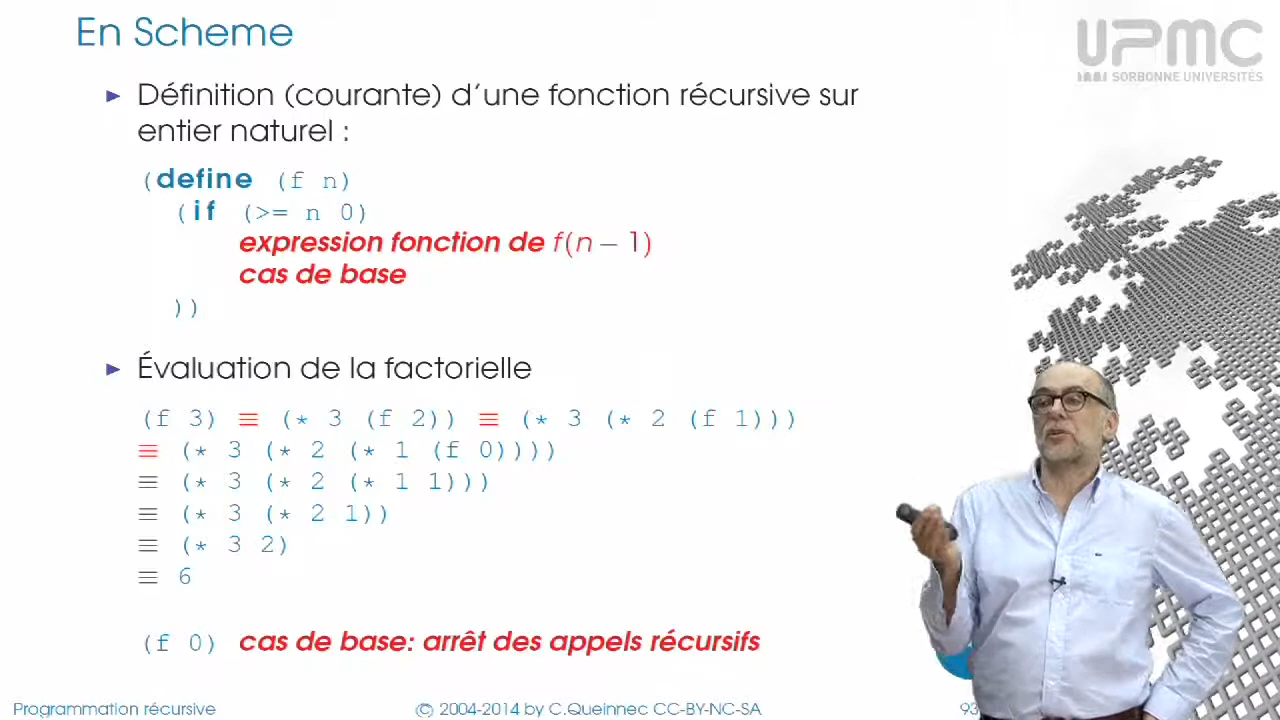 En Scheme
UPMC
SORBONNE UNIVERSITÉS
► Définition (courante) d'une fonction récursive sur
entier naturel :
(define (f n)
(if (>= n 0)
expression fonction de f(n − 1)
cas de base
))
► Évaluation de la factorielle
(f 3) ≡ (* 3 (f 2)) ≡ (* 3 (* 2 (f 1)))
≡ (* 3 (* 2 (* 1 (f 0))))
≡ (* 3 (* 2 (* 1 1)))
≡ (* 3 (* 2 1))
≡ (* 3 2)
≡ 6
(f 0) cas de base: arrêt des appels récursifs
Programmation récursive © 2004-2014 by C.Queinnec CC-BY-NC-SA 93